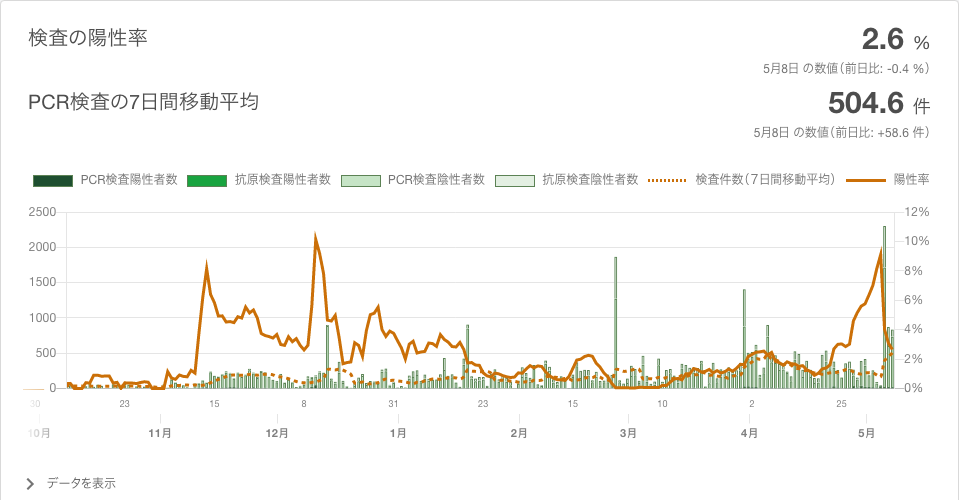 検査の陽性率
2.6 %
5月8日 の数値（前日比: -0.4 %）
PCR検査の7日間移動平均
504.6 件
5月8日 の数値（前日比: +58.6 件）
PCR検査陽性者数 抗原検査陽性者数 PCR検査陰性者数 抗原検査陰性者数 検査件数（7日間移動平均） 陽性率
2500 12%
2000 10%
1500 8%
1000 6%
500 4%
0 2%
0%
30 23 15 8 31 23 15 10 2 25
10月 11月 12月 1月 2月 3月 4月 5月
データを表示